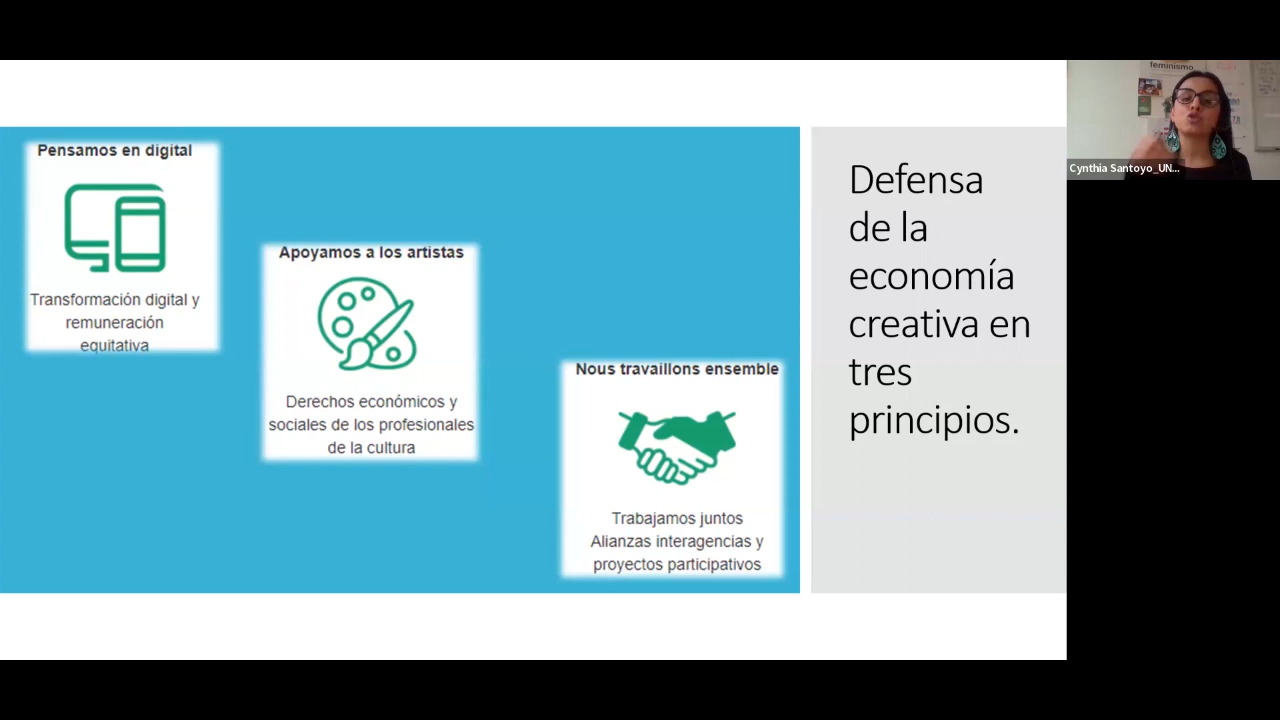 Pensamos en digital
Transformación digital y
remuneración
equitativa
Apoyamos a los artistas
Derechos económicos y
sociales de los profesionales
de la cultura
Nous travaillons ensemble
Trabajamos juntos
Alianzas interagencias y
proyectos participativos
Defensa
de la
economía
creativa en
tres
principios.
feminismo
Cynthia Santoyo_UN...